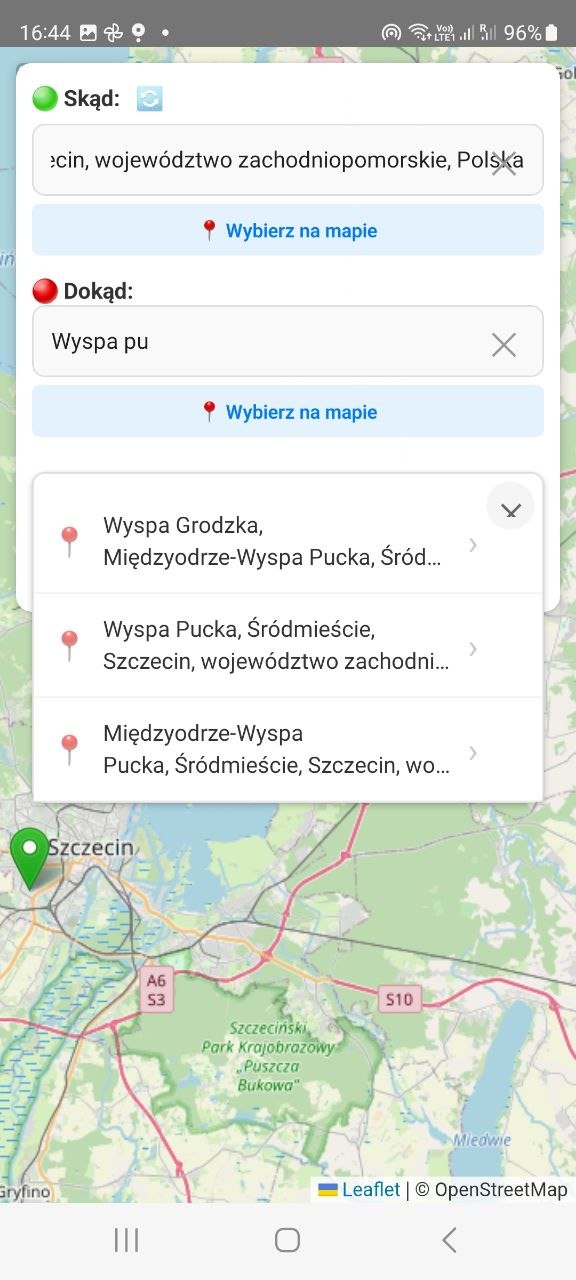 16:44 Vo)) LTE1 R 96%
Skąd:
ecin, województwo zachodniopomorskie, Polska
Wybierz na mapie
Dokąd:
Wyspa pu
Wybierz na mapie
Wyspa Grodzka,
Międzyodrze-Wyspa Pucka, Śród...
Wyspa Pucka, Śródmieście,
Szczecin, województwo zachodni...
Międzyodrze-Wyspa
Pucka, Śródmieście, Szczecin, wo...
Szczecin
A6
S3
S10
Szczeciński
Park Krajobrazowy
„Puszcza
Bukowa”
Miedwie
Gryfino
Leaflet | © OpenStreetMap